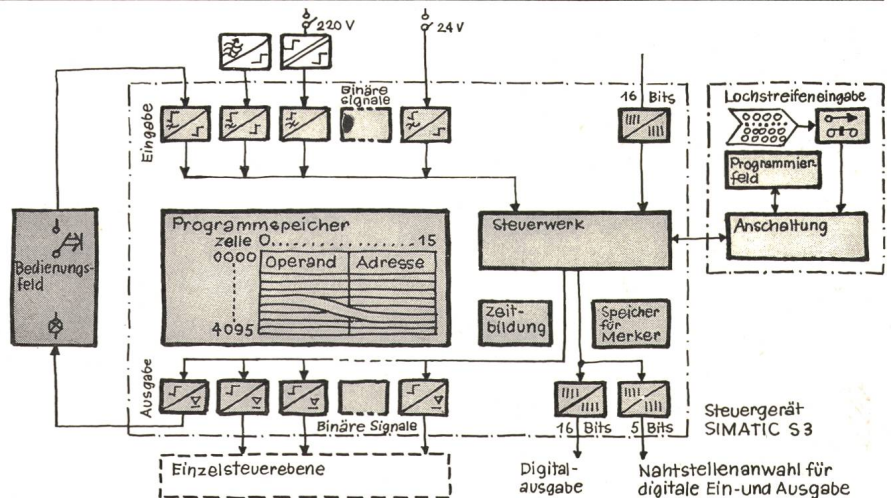 220 V
24 V
Eingabe
Binäre
signale
16 Bits
Lochstreifeneingabe
Programmier-
feld
Anschaltung
Bedienungs-
feld
Programmspeicher
Zelle 0...............15
0000
Operand
Adresse
4095
Steuerwerk
Zeit-
bildung
Speicher
für
Merker
Ausgabe
Binäre Signale
16 Bits
5 Bits
Steuergerät
SIMATIC S3
Einzelsteuerebene
Digital-
ausgabe
Nahtstellenanwahl für
digitale Ein- und Ausgabe